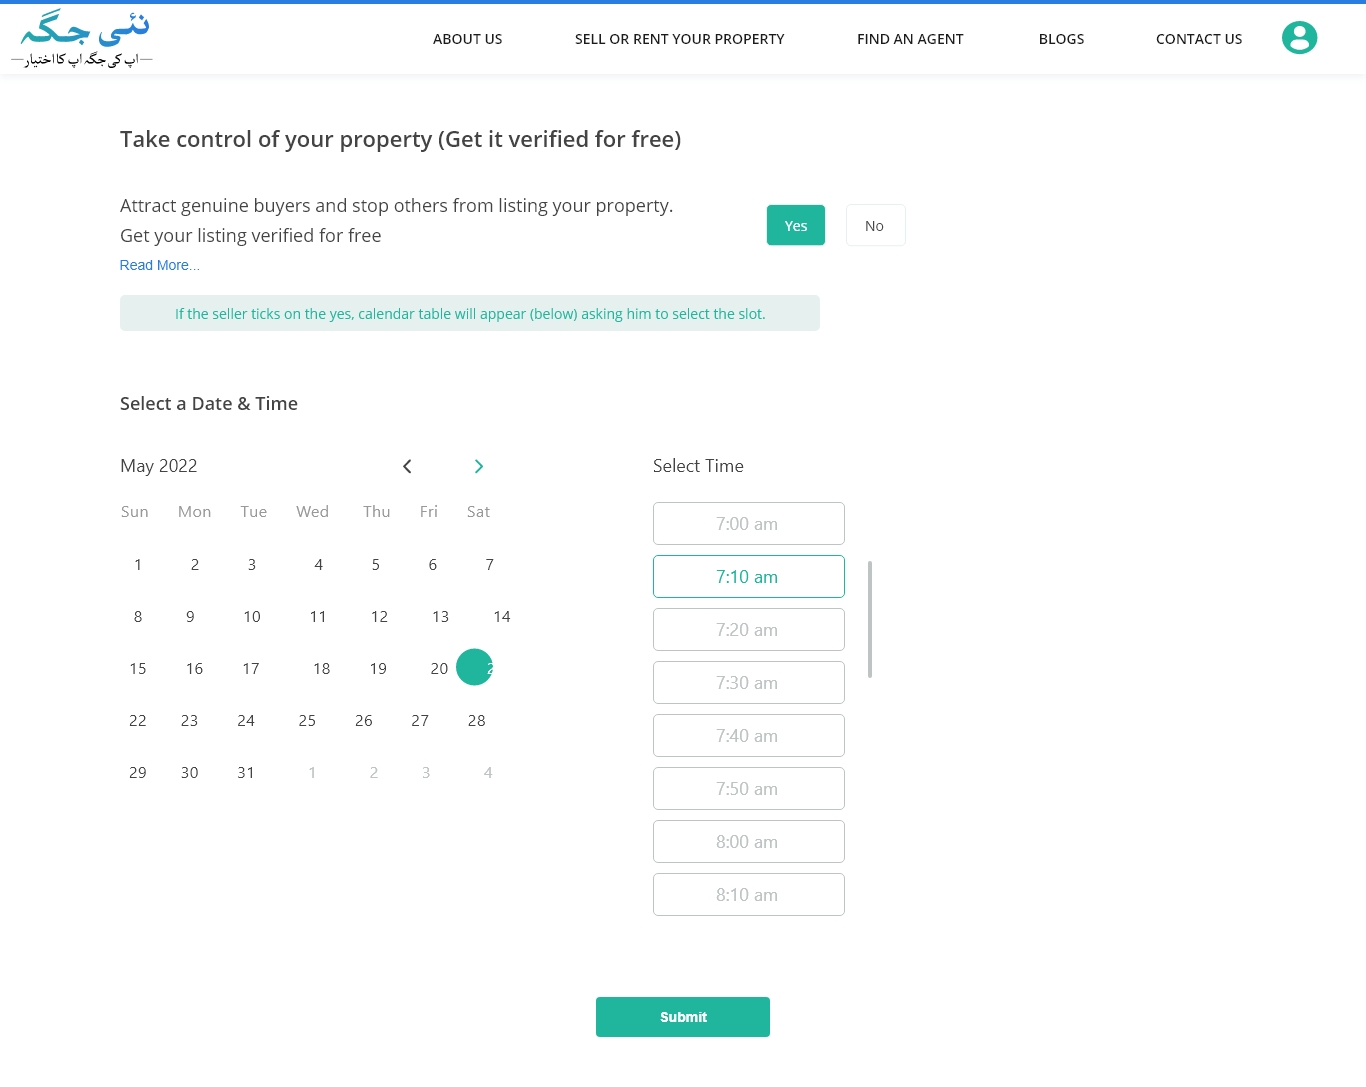 نئی جگہ
اپ کی جگہ اپ کا اختیار
ABOUT US
SELL OR RENT YOUR PROPERTY
FIND AN AGENT
BLOGS
CONTACT US
Take control of your property (Get it verified for free)
Attract genuine buyers and stop others from listing your property.
Get your listing verified for free
Yes
No
Read More...
If the seller ticks on the yes, calendar table will appear (below) asking him to select the slot.
Select a Date & Time
May 2022
Sun Mon Tue Wed Thu Fri Sat
1 2 3 4 5 6 7
8 9 10 11 12 13 14
15 16 17 18 19 20 2
22 23 24 25 26 27 28
29 30 31 1 2 3 4
Select Time
7:00 am
7:10 am
7:20 am
7:30 am
7:40 am
7:50 am
8:00 am
8:10 am
Submit